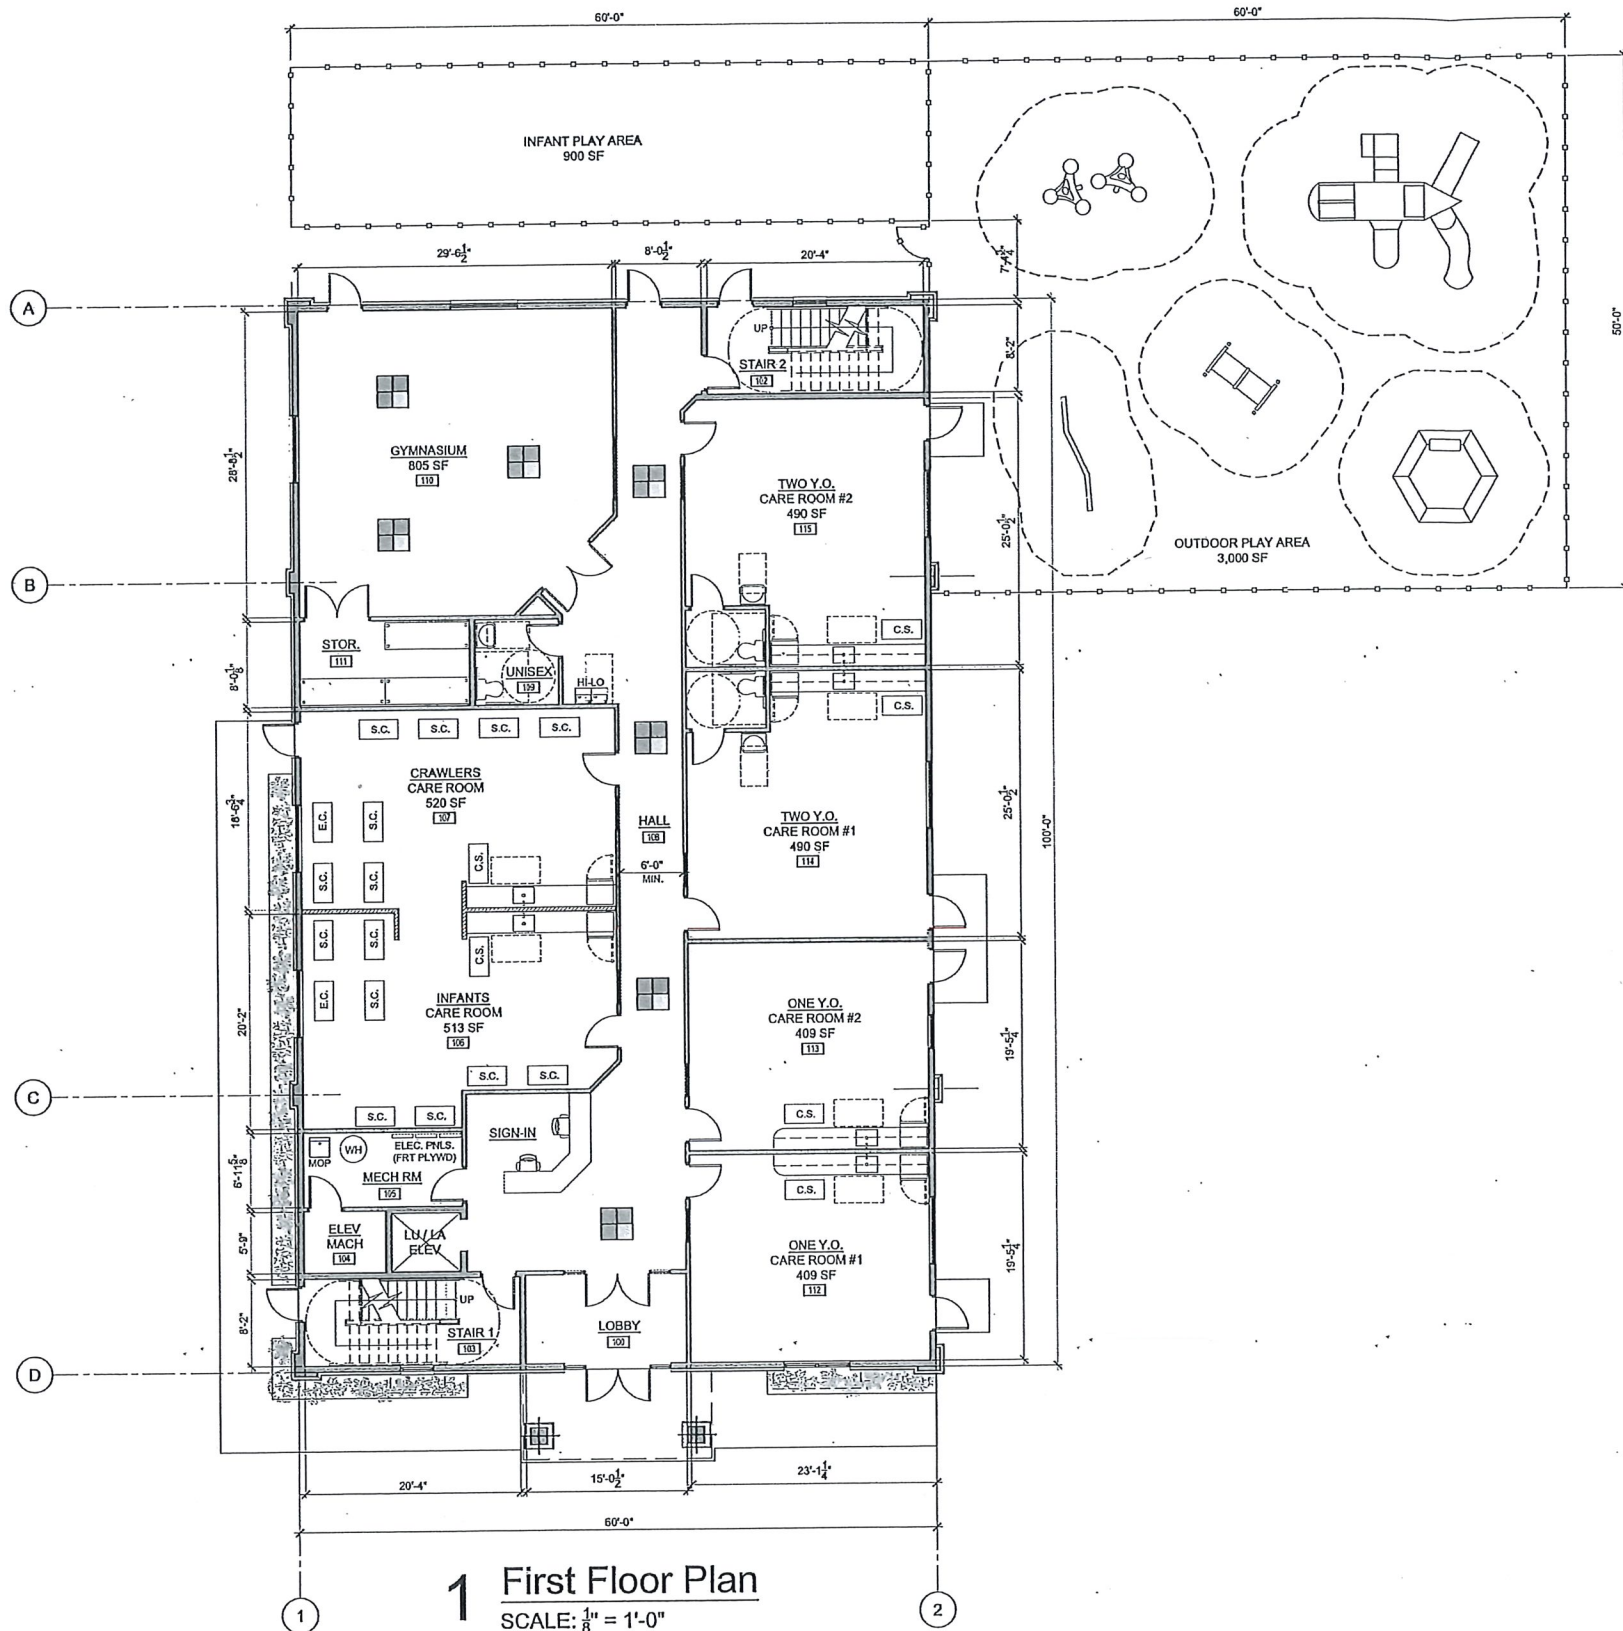 60'-0"
60'-0"
INFANT PLAY AREA
900 SF
29'-6 1/2"
8'-0 1/2"
20'-4"
7'-4 1/4"
50'-0"
A
UP
STAIR 2
102
8'-2"
GYMNASIUM
805 SF
110
28'-8 1/2"
TWO Y.O.
CARE ROOM #2
490 SF
115
25'-0 1/2"
OUTDOOR PLAY AREA
3,000 SF
B
STOR.
111
UNISEX
109
HI-LO
C.S.
C.S.
8'-0 1/8"
S.C.
S.C.
S.C.
S.C.
CRAWLERS
CARE ROOM
520 SF
107
18'-6 3/4"
E.C.
S.C.
S.C.
S.C.
C.S.
HALL
108
6'-0"
MIN.
TWO Y.O.
CARE ROOM #1
490 SF
114
25'-0 1/2"
100'-0"
S.C.
S.C.
C.S.
E.C.
S.C.
INFANTS
CARE ROOM
513 SF
106
20'-2"
ONE Y.O.
CARE ROOM #2
409 SF
113
19'-5 1/4"
S.C.
S.C.
C
S.C.
S.C.
C.S.
SIGN-IN
MOP
WH
ELEC. PNLS.
(FRT PLYWD)
MECH RM
105
6'-11 5/8"
C.S.
ELEV
MACH
104
LU / LA
ELEV
5'-9"
ONE Y.O.
CARE ROOM #1
409 SF
112
19'-5 1/4"
UP
STAIR 1
103
8'-2"
LOBBY
100
D
20'-4"
15'-0 1/2"
23'-1 1/4"
60'-0"
1 First Floor Plan
SCALE: 1/8" = 1'-0"
1
2